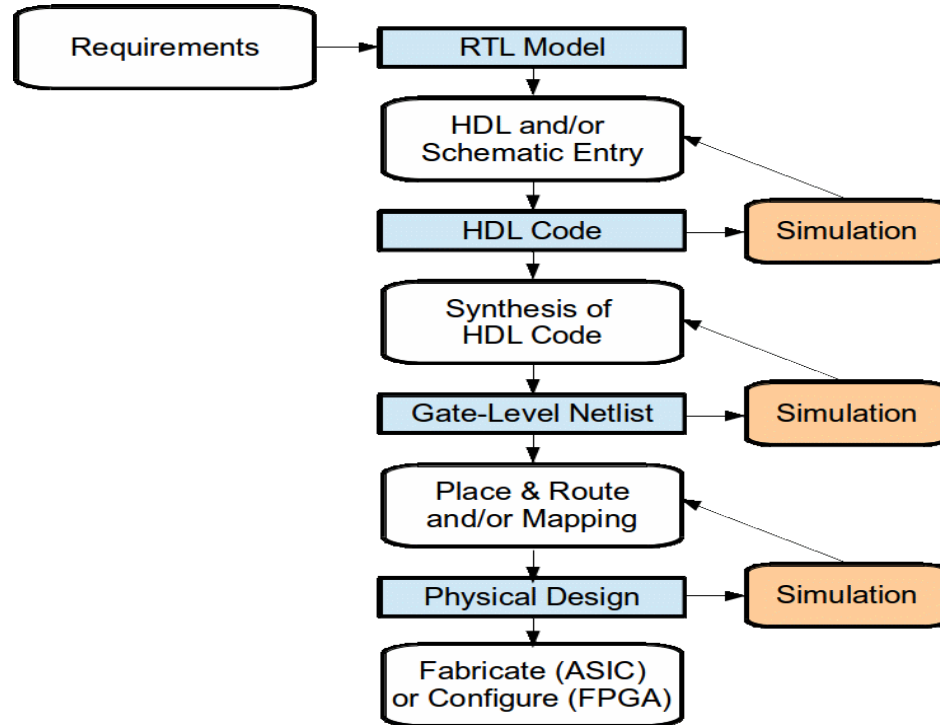 Requirements
RTL Model
HDL and/or
Schematic Entry
HDL Code
Simulation
Synthesis of
HDL Code
Gate-Level Netlist
Simulation
Place & Route
and/or Mapping
Physical Design
Simulation
Fabricate (ASIC)
or Configure (FPGA)